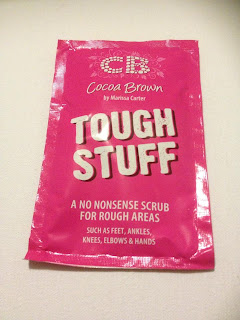 CB
Cocoa Brown
by Marissa Carter
TOUGH
STUFF
A NO NONSENSE SCRUB
FOR ROUGH AREAS
SUCH AS FEET, ANKLES,
KNEES, ELBOWS & HANDS